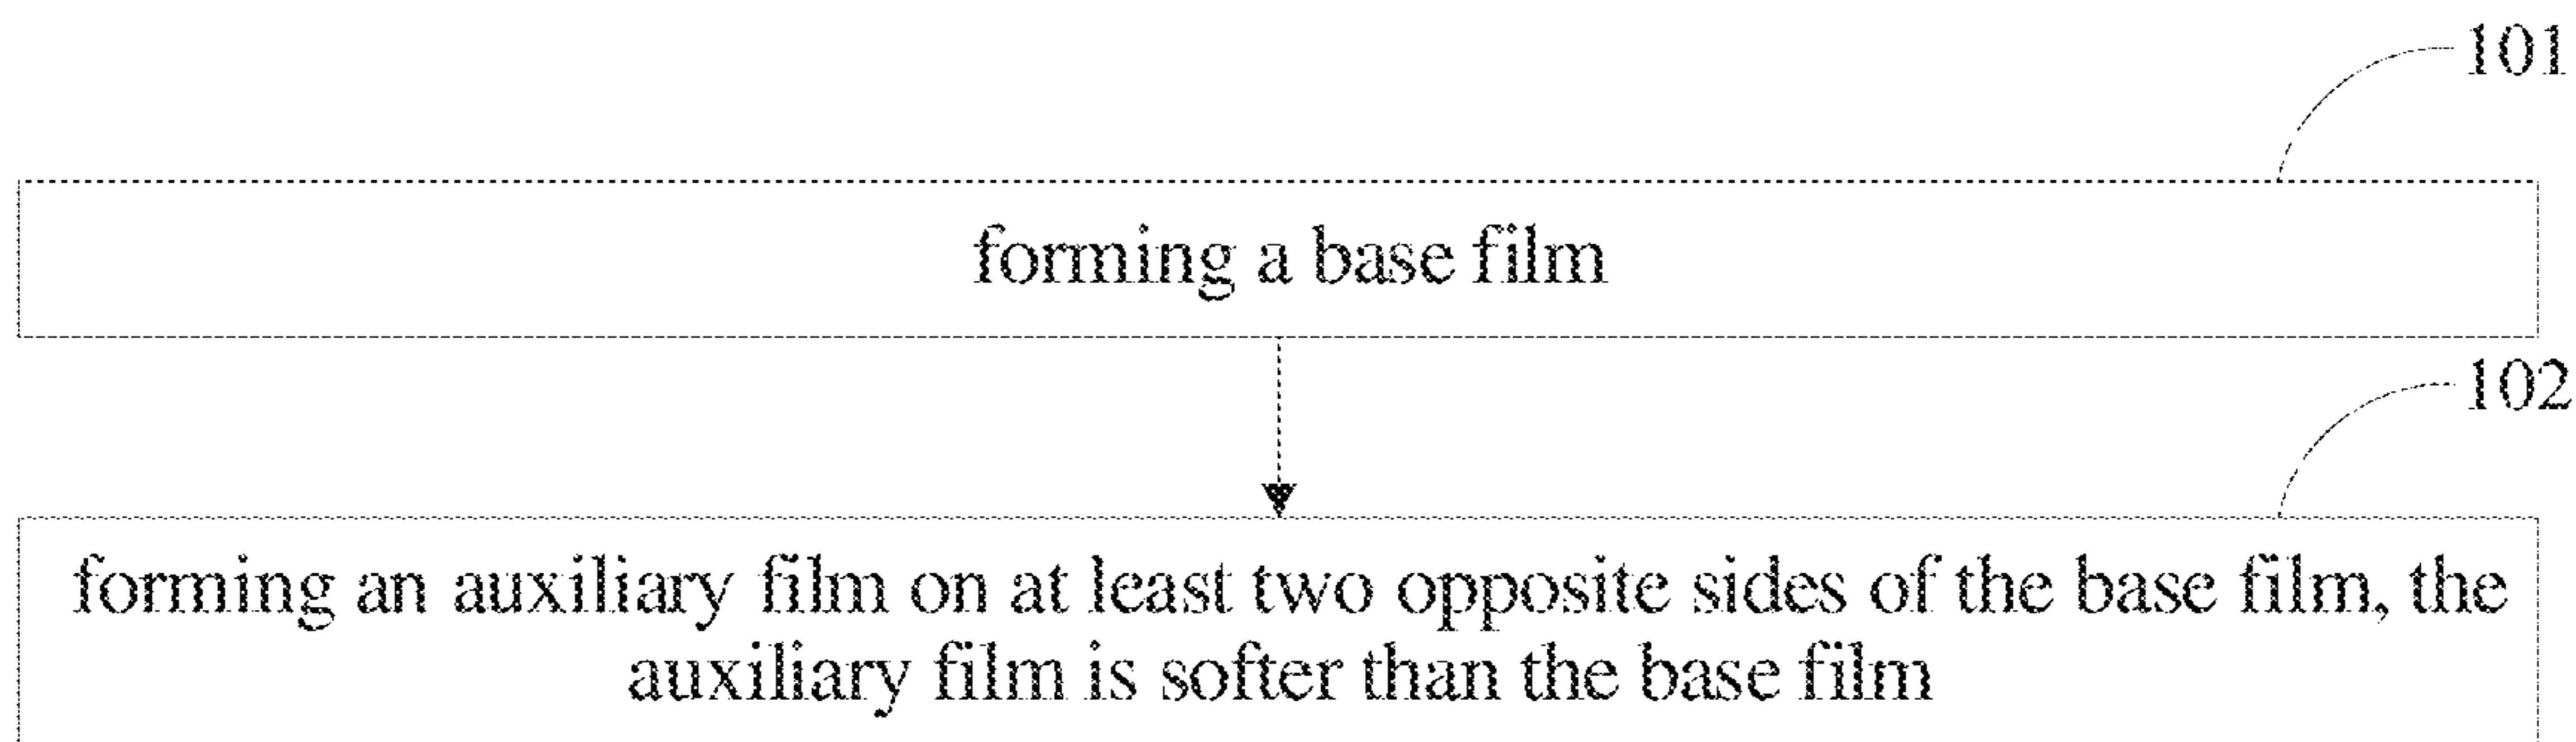 101
forming a base film
102
forming an auxiliary film on at least two opposite sides of the base film, the
auxiliary film is softer than the base film